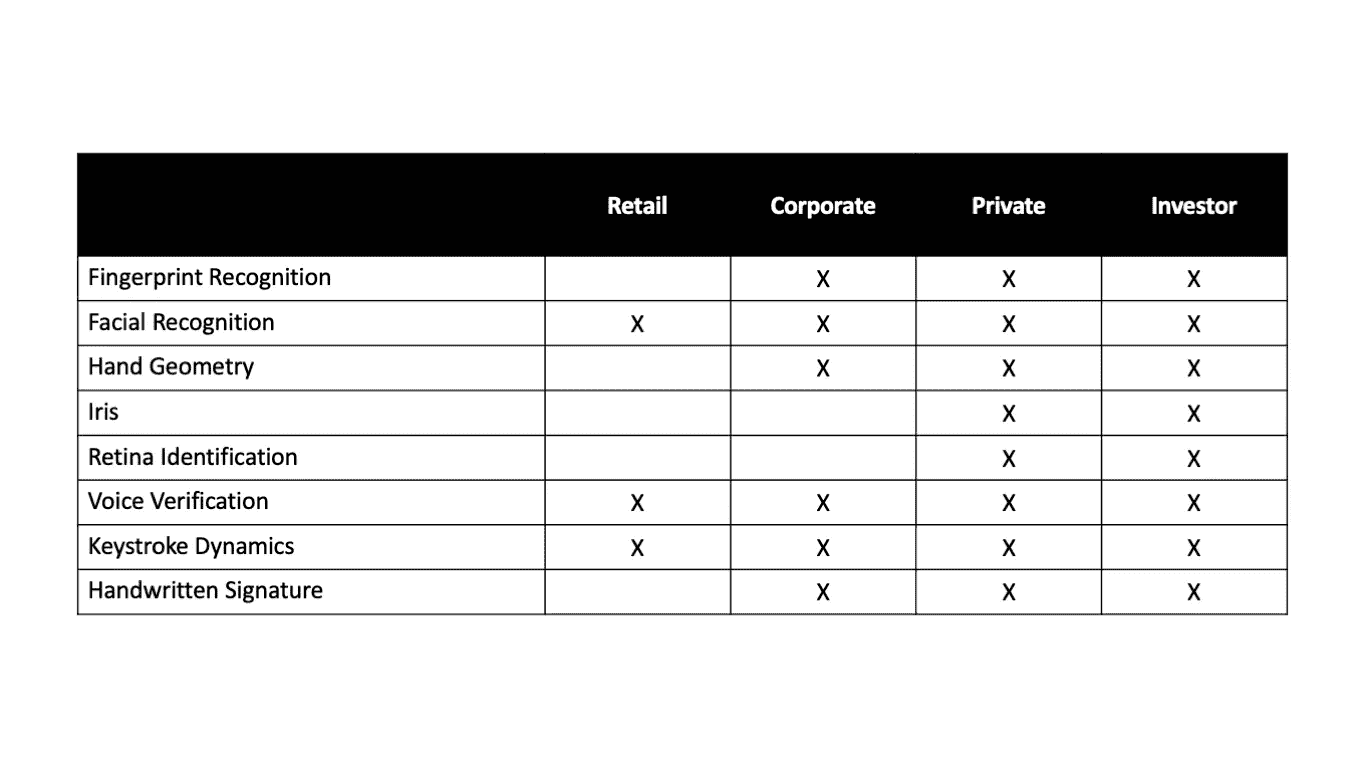 Retail Corporate Private Investor
Fingerprint Recognition X X X
Facial Recognition X X X X
Hand Geometry X X X
Iris X X
Retina Identification X X
Voice Verification X X X X
Keystroke Dynamics X X X X
Handwritten Signature X X X